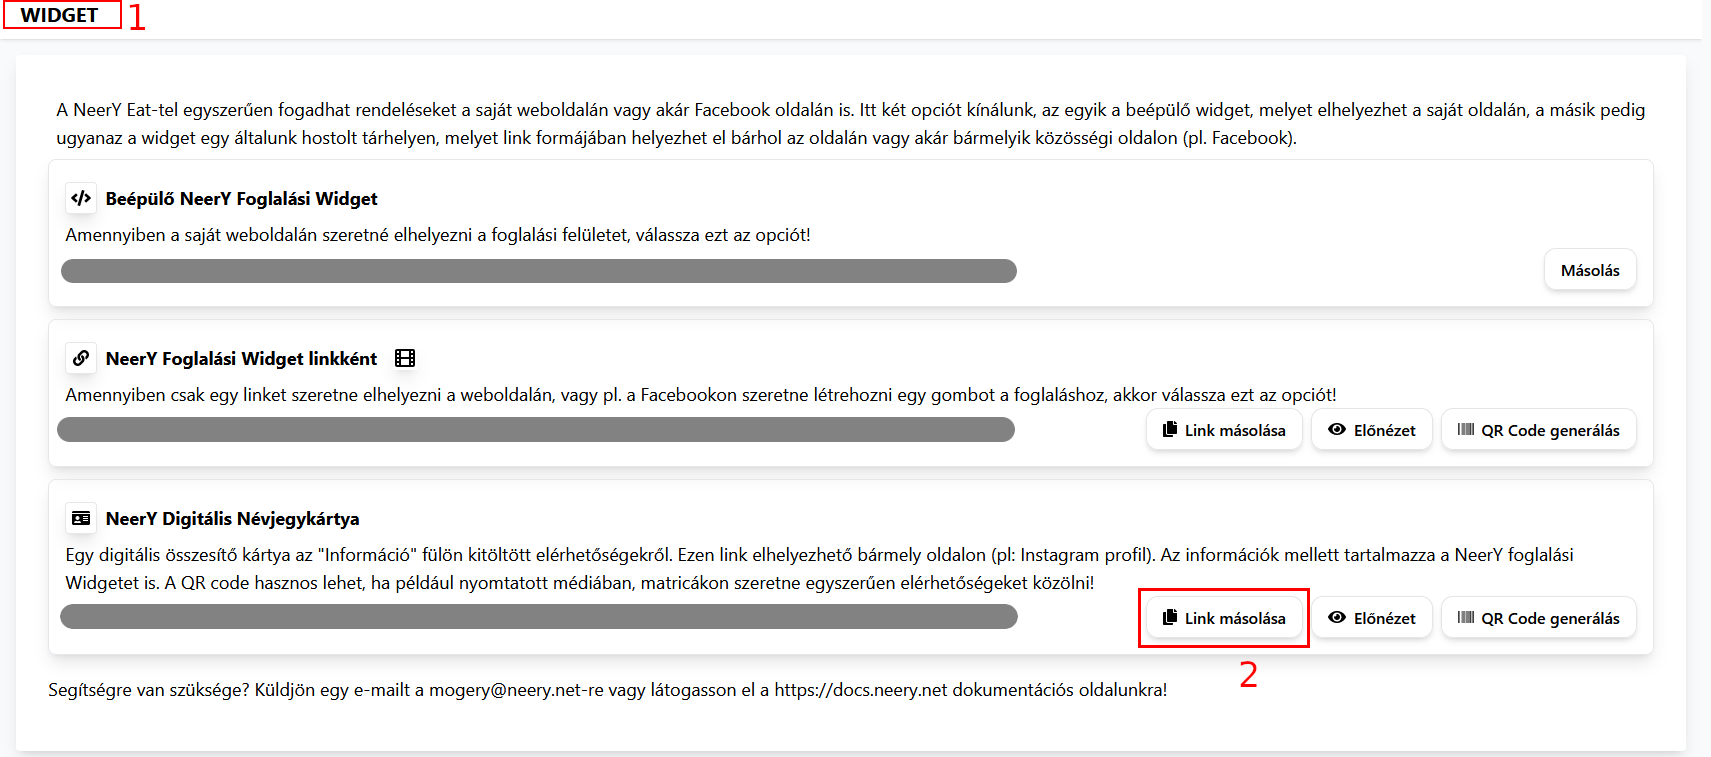 WIDGET 1
A NeerY Eat-tel egyszerűen fogadhat rendeléseket a saját weboldalán vagy akár Facebook oldalán is. Itt két opciót kínálunk, az egyik a beépülő widget, melyet elhelyezhet a saját oldalán, a másik pedig
ugyanaz a widget egy általunk hostolt tárhelyen, melyet link formájában helyezhet el bárhol az oldalán vagy akár bármelyik közösségi oldalon (pl. Facebook).
Beépülő NeerY Foglalási Widget
Amennyiben a saját weboldalán szeretné elhelyezni a foglalási felületet, válassza ezt az opciót!
Másolás
NeerY Foglalási Widget linkként
Amennyiben csak egy linket szeretne elhelyezni a weboldalán, vagy pl. a Facebookon szeretne létrehozni egy gombot a foglaláshoz, akkor válassza ezt az opciót!
Link másolása Előnézet QR Code generálás
NeerY Digitális Névjegykártya
Egy digitális összesítő kártya az "Információ" fülön kitöltött elérhetőségekről. Ezen link elhelyezhető bármely oldalon (pl: Instagram profil). Az információk mellett tartalmazza a NeerY foglalási
Widgetet is. A QR code hasznos lehet, ha például nyomtatott médiában, matricákon szeretne egyszerűen elérhetőségeket közölni!
Link másolása Előnézet QR Code generálás
2
Segítségre van szüksége? Küldjön egy e-mailt a mogery@neery.net-re vagy látogasson el a https://docs.neery.net dokumentációs oldalunkra!